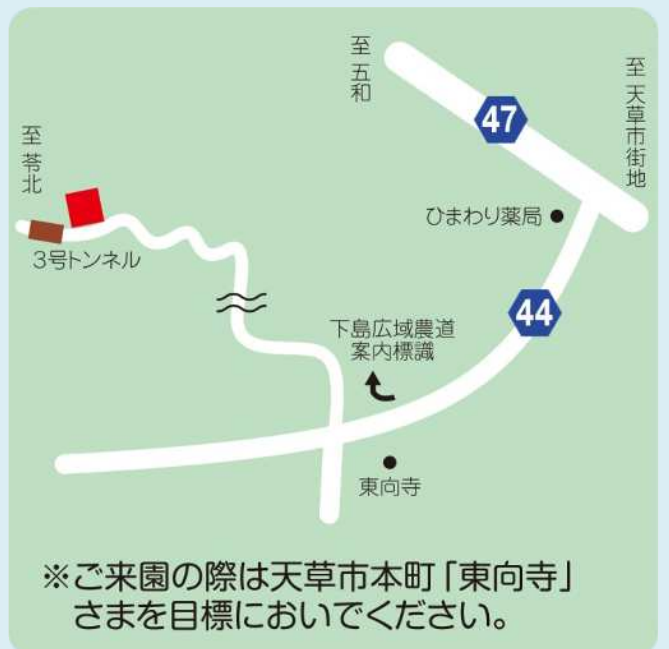 至 五和
至 天草市街地
47
至 苓北
ひまわり薬局
3号トンネル
44
下島広域農道
案内標識
東向寺
※ご来園の際は天草市本町「東向寺」
さまを目標においでください。